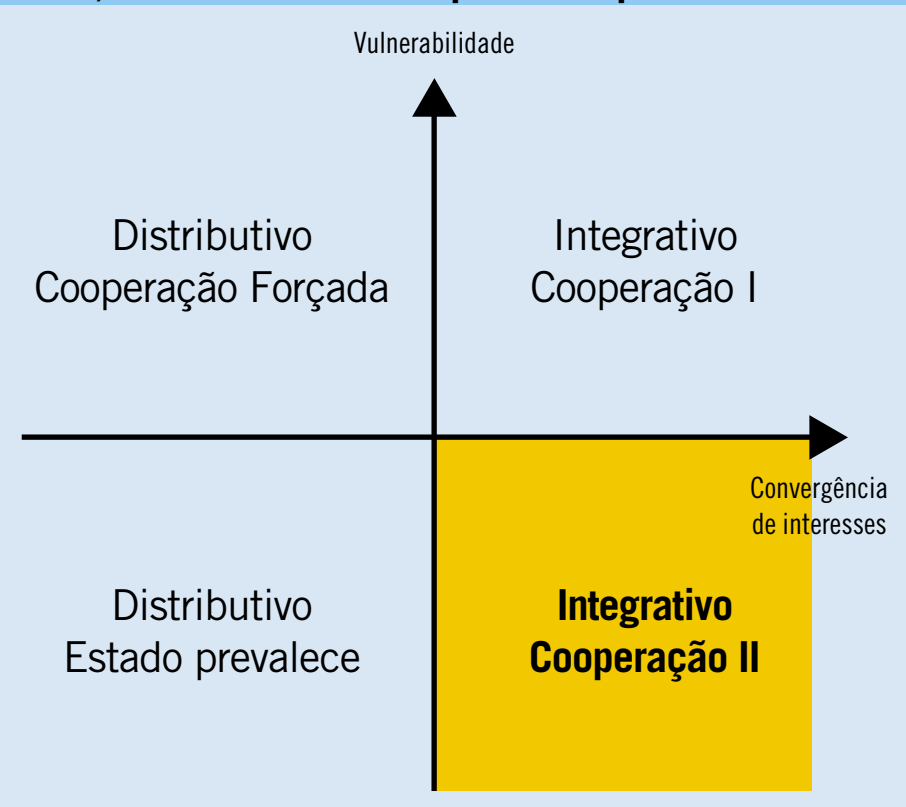 Vulnerabilidade
Distributivo
Cooperação Forçada
Integrativo
Cooperação I
Convergência
de interesses
Distributivo
Estado prevalece
Integrativo
Cooperação II